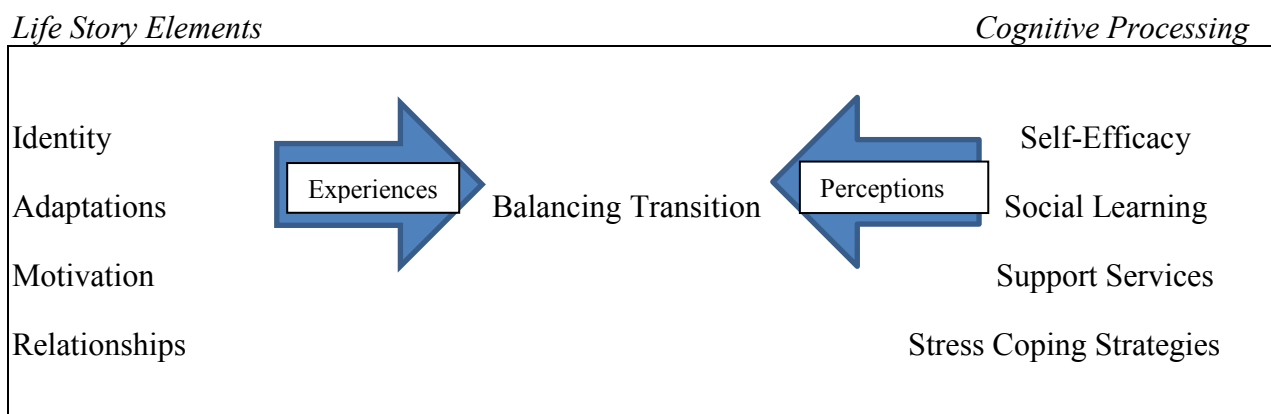 Life Story Elements Cognitive Processing
Identity Self-Efficacy
Experiences Perceptions
Adaptations Balancing Transition Social Learning
Motivation Support Services
Relationships Stress Coping Strategies